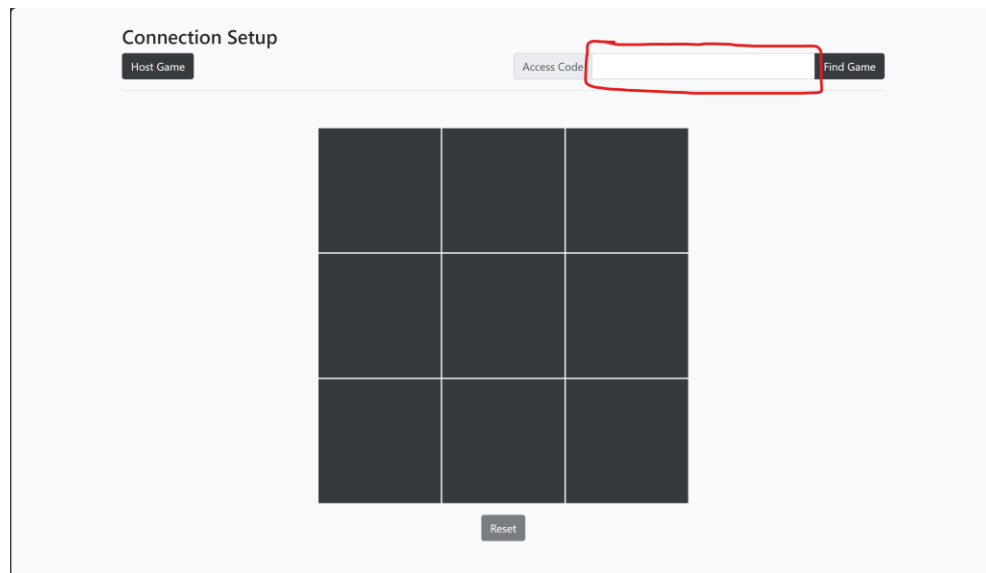 Connection Setup
Host Game
Access Code
Find Game
Reset